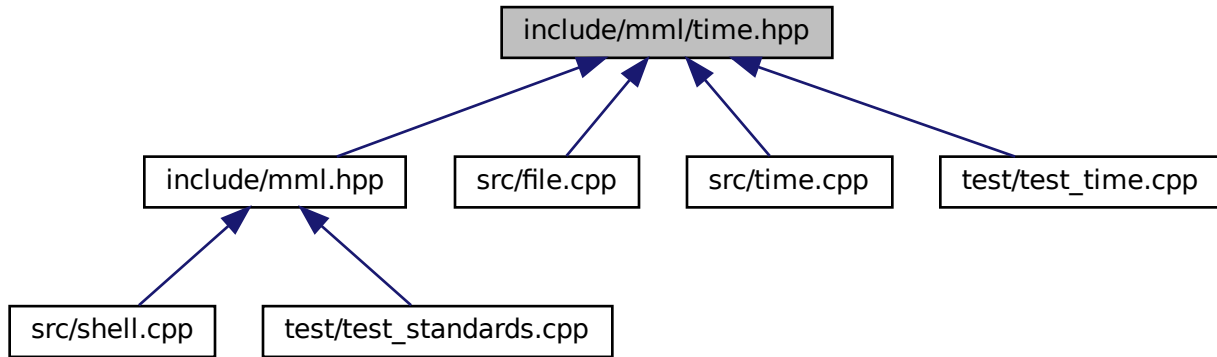 include/mml/time.hpp
include/mml.hpp
src/file.cpp
src/time.cpp
test/test_time.cpp
src/shell.cpp
test/test_standards.cpp